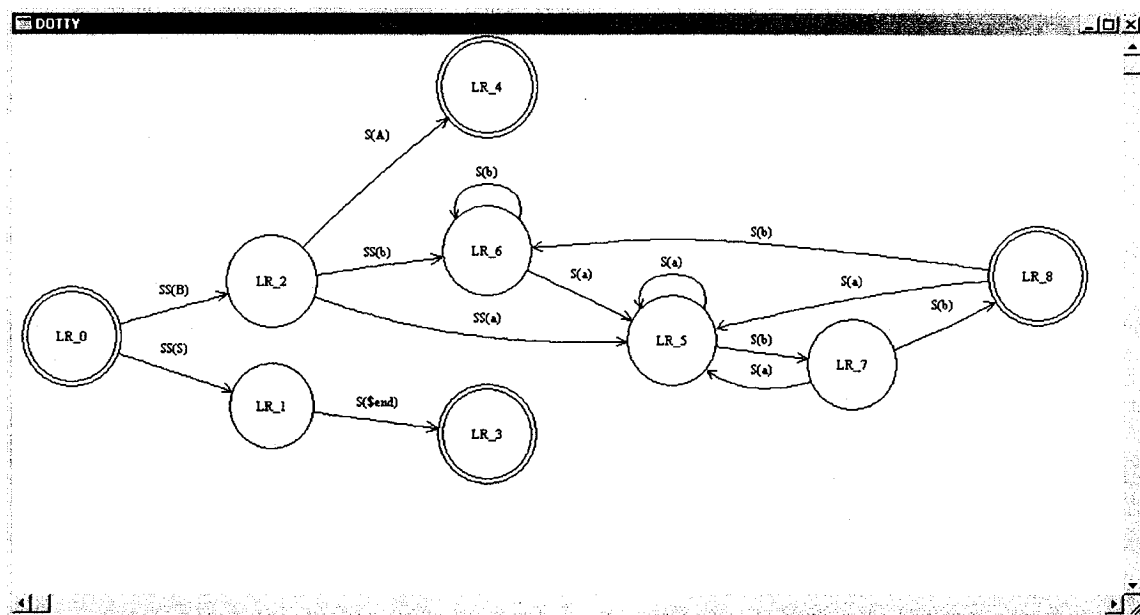 DOTTY
LR_4
S(A)
S(b)
LR_6
S(b)
SS(b)
LR_2
S(a)
S(a)
LR_8
SS(B)
S(a)
SS(a)
S(b)
LR_0
LR_5
S(b)
SS(S)
S(a)
LR_7
LR_1
S($end)
LR_3